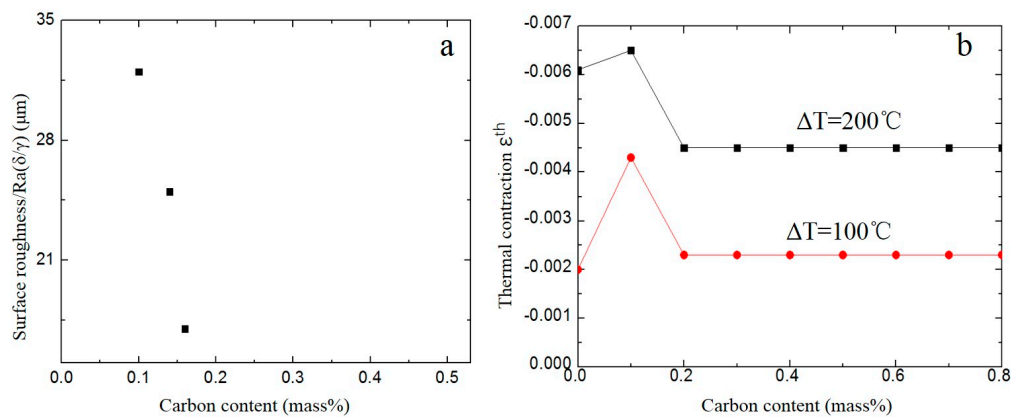 a
35
28
21
Surface roughness/Ra(δ/γ) (μm)
0.0 0.1 0.2 0.3 0.4 0.5
Carbon content (mass%)
b
-0.007
-0.006
-0.005
-0.004
-0.003
-0.002
-0.001
0.000
Thermal contraction εth
ΔT=200℃
ΔT=100℃
0.0 0.2 0.4 0.6 0.8
Carbon content (mass%)